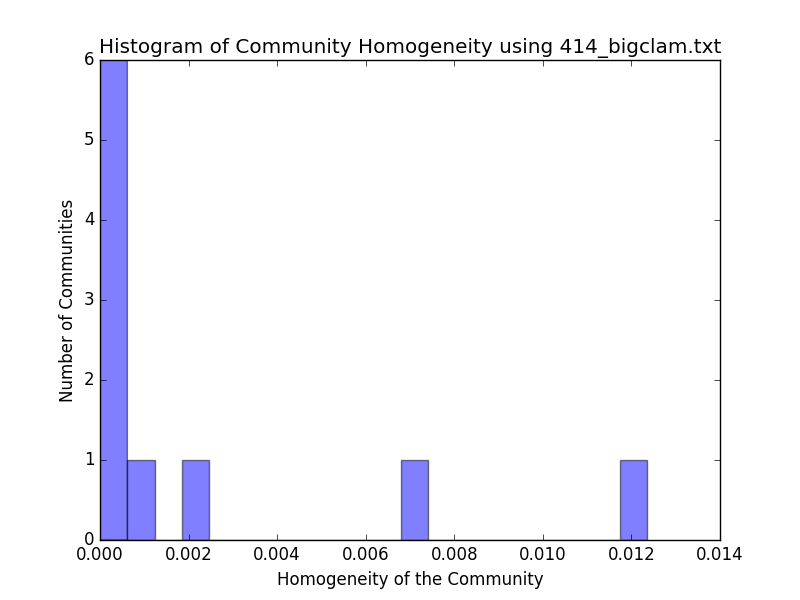 Histogram of Community Homogeneity using 414_bigclam.txt
6
5
4
3
2
1
0
Number of Communities
0.000 0.002 0.004 0.006 0.008 0.010 0.012 0.014
Homogeneity of the Community